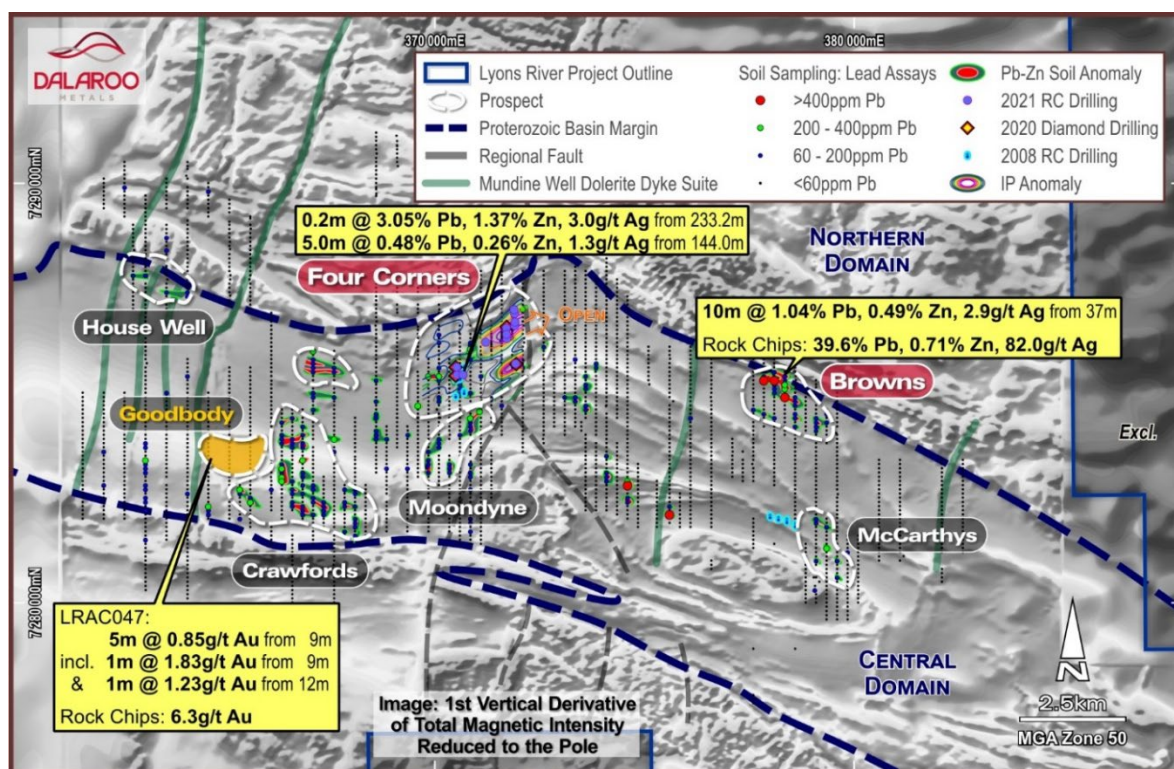 DALAROO
METALS
370 000mE
380 000mE
7 290 000mN
7 280 000mN
Lyons River Project Outline
Prospect
Proterozoic Basin Margin
Regional Fault
Mundine Well Dolerite Dyke Suite
Soil Sampling: Lead Assays
>400ppm Pb
200 - 400ppm Pb
60 - 200ppm Pb
<60ppm Pb
Pb-Zn Soil Anomaly
2021 RC Drilling
2020 Diamond Drilling
2008 RC Drilling
IP Anomaly
0.2m @ 3.05% Pb, 1.37% Zn, 3.0g/t Ag from 233.2m
5.0m @ 0.48% Pb, 0.26% Zn, 1.3g/t Ag from 144.0m
NORTHERN
DOMAIN
Four Corners
OPEN
House Well
10m @ 1.04% Pb, 0.49% Zn, 2.9g/t Ag from 37m
Rock Chips: 39.6% Pb, 0.71% Zn, 82.0g/t Ag
Browns
Goodbody
Excl.
Moondyne
McCarthys
Crawfords
LRAC047:
5m @ 0.85g/t Au from 9m
incl. 1m @ 1.83g/t Au from 9m
& 1m @ 1.23g/t Au from 12m
Rock Chips: 6.3g/t Au
Image: 1st Vertical Derivative
of Total Magnetic Intensity
Reduced to the Pole
CENTRAL
DOMAIN
N
2.5km
MGA Zone 50